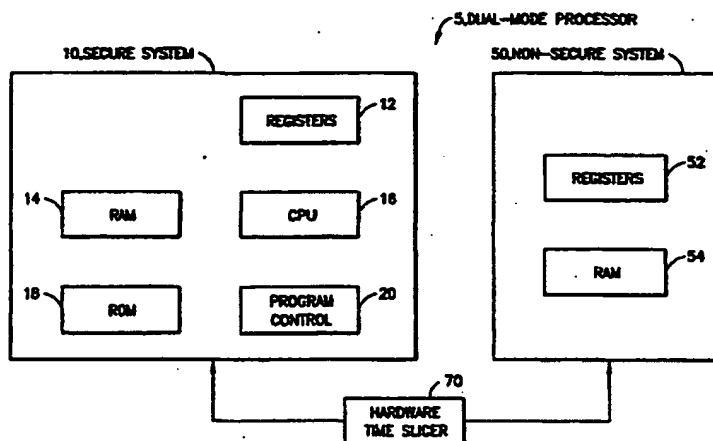 5,DUAL-MODE PROCESSOR
10,SECURE SYSTEM
50,NON-SECURE SYSTEM
REGISTERS
12
14
RAM
CPU
16
18
ROM
PROGRAM
CONTROL
20
REGISTERS
52
RAM
54
70
HARDWARE
TIME SLICER